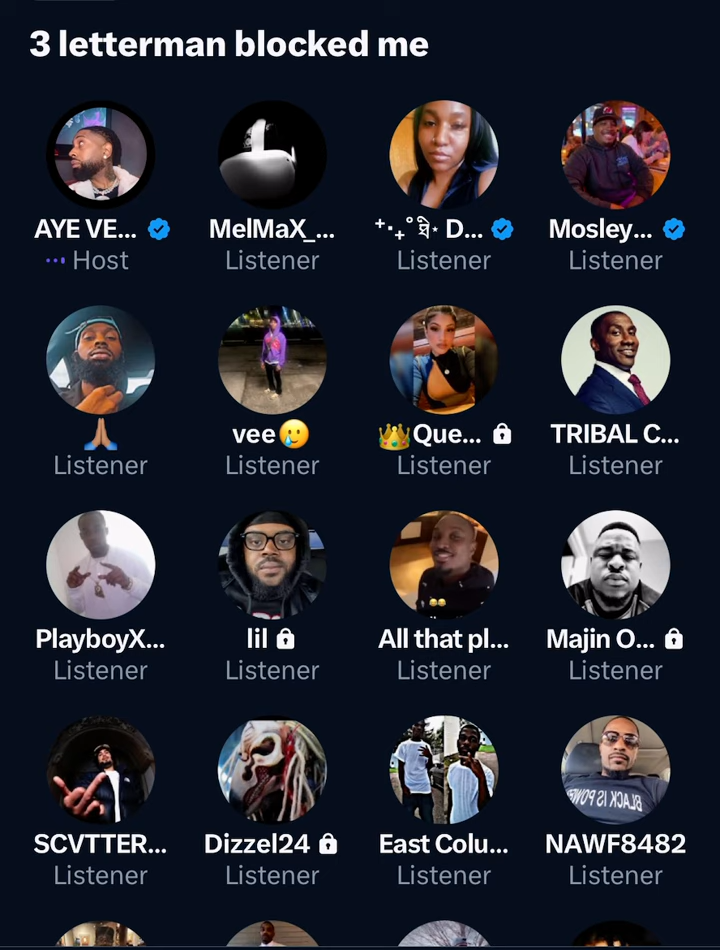 3 letterman blocked me
AYE VE... MelMaX_... D... Mosley...
Host Listener Listener Listener
🙏 vee🥲 👑Que... TRIBAL C...
Listener Listener Listener Listener
PlayboyX... lil All that pl... Majin O...
Listener Listener Listener Listener
SCVTTER... Dizzel24 East Colu... NAWF8482
Listener Listener Listener Listener